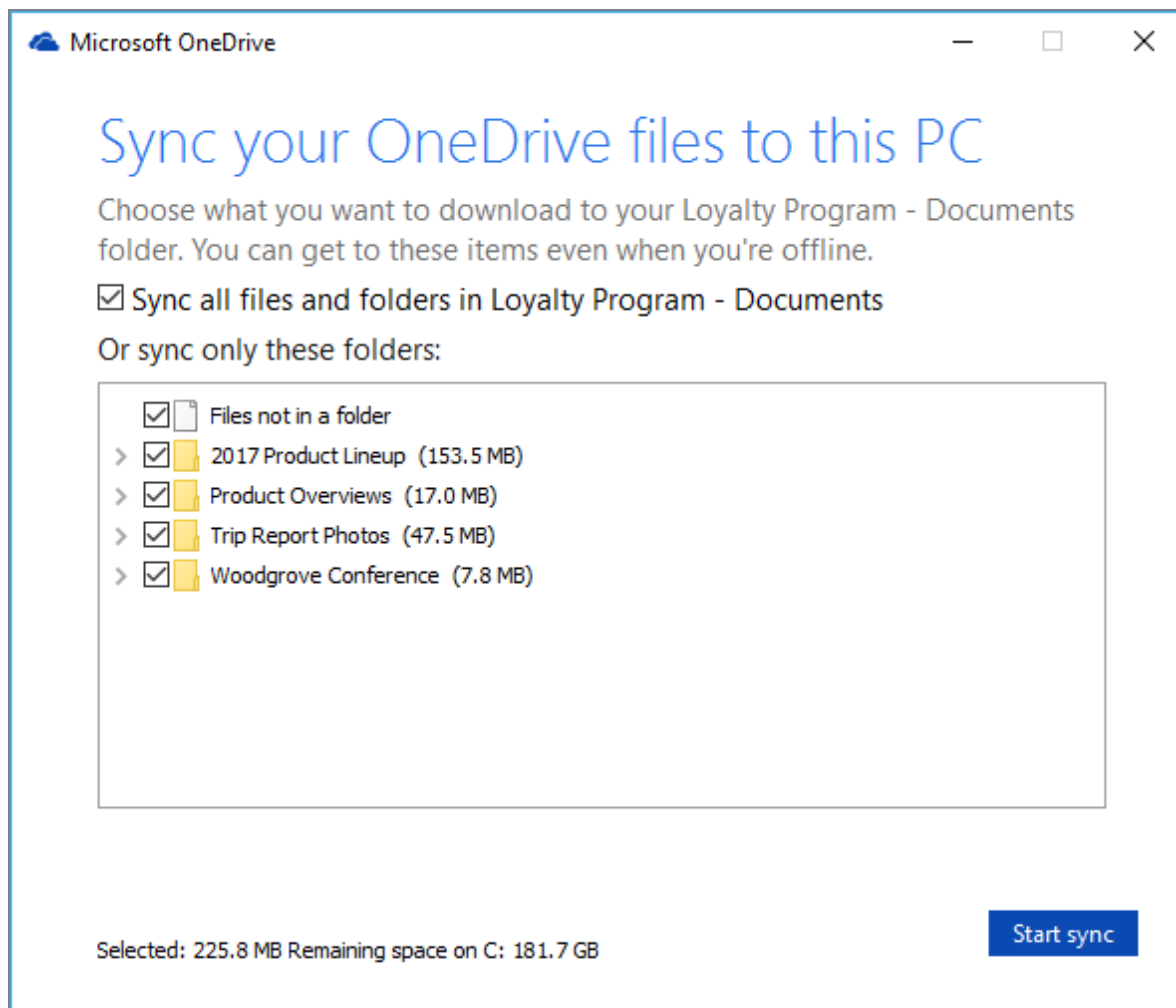 Microsoft OneDrive
Sync your OneDrive files to this PC
Choose what you want to download to your Loyalty Program - Documents
folder. You can get to these items even when you're offline.
Sync all files and folders in Loyalty Program - Documents
Or sync only these folders:
Files not in a folder
2017 Product Lineup (153.5 MB)
Product Overviews (17.0 MB)
Trip Report Photos (47.5 MB)
Woodgrove Conference (7.8 MB)
Start sync
Selected: 225.8 MB Remaining space on C: 181.7 GB